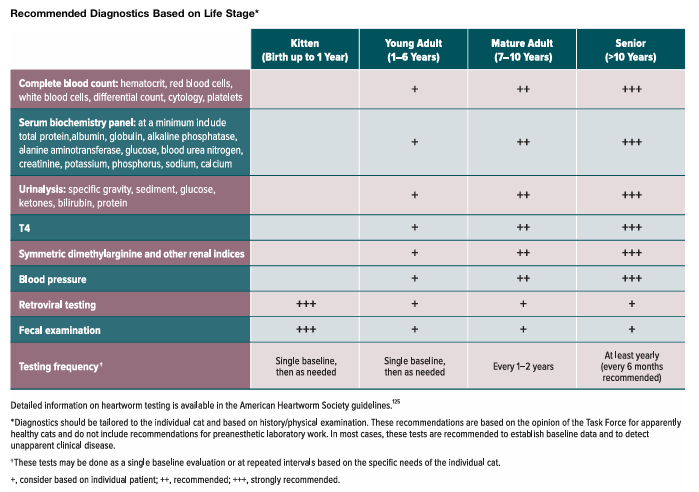 Recommended Diagnostics Based on Life Stage*
Kitten
(Birth up to 1 Year)
Young Adult
(1–6 Years)
Mature Adult
(7–10 Years)
Senior
(>10 Years)
Complete blood count: hematocrit, red blood cells,
white blood cells, differential count, cytology, platelets
+ ++ +++
Serum biochemistry panel: at a minimum include
total protein,albumin, globulin, alkaline phosphatase,
alanine aminotransferase, glucose, blood urea nitrogen,
creatinine, potassium, phosphorus, sodium, calcium
+ ++ +++
Urinalysis: specific gravity, sediment, glucose,
ketones, bilirubin, protein
+ ++ +++
T4 + ++ +++
Symmetric dimethylarginine and other renal indices + ++ +++
Blood pressure + ++ +++
Retroviral testing +++ + + +
Fecal examination +++ + + +
Testing frequency†
Single baseline,
then as needed
Single baseline,
then as needed
Every 1–2 years
At least yearly
(every 6 months
recommended)
Detailed information on heartworm testing is available in the American Heartworm Society guidelines.125
*Diagnostics should be tailored to the individual cat and based on history/physical examination. These recommendations are based on the opinion of the Task Force for apparently
healthy cats and do not include recommendations for preanesthetic laboratory work. In most cases, these tests are recommended to establish baseline data and to detect
unapparent clinical disease.
†These tests may be done as a single baseline evaluation or at repeated intervals based on the specific needs of the individual cat.
+, consider based on individual patient; ++, recommended; +++, strongly recommended.